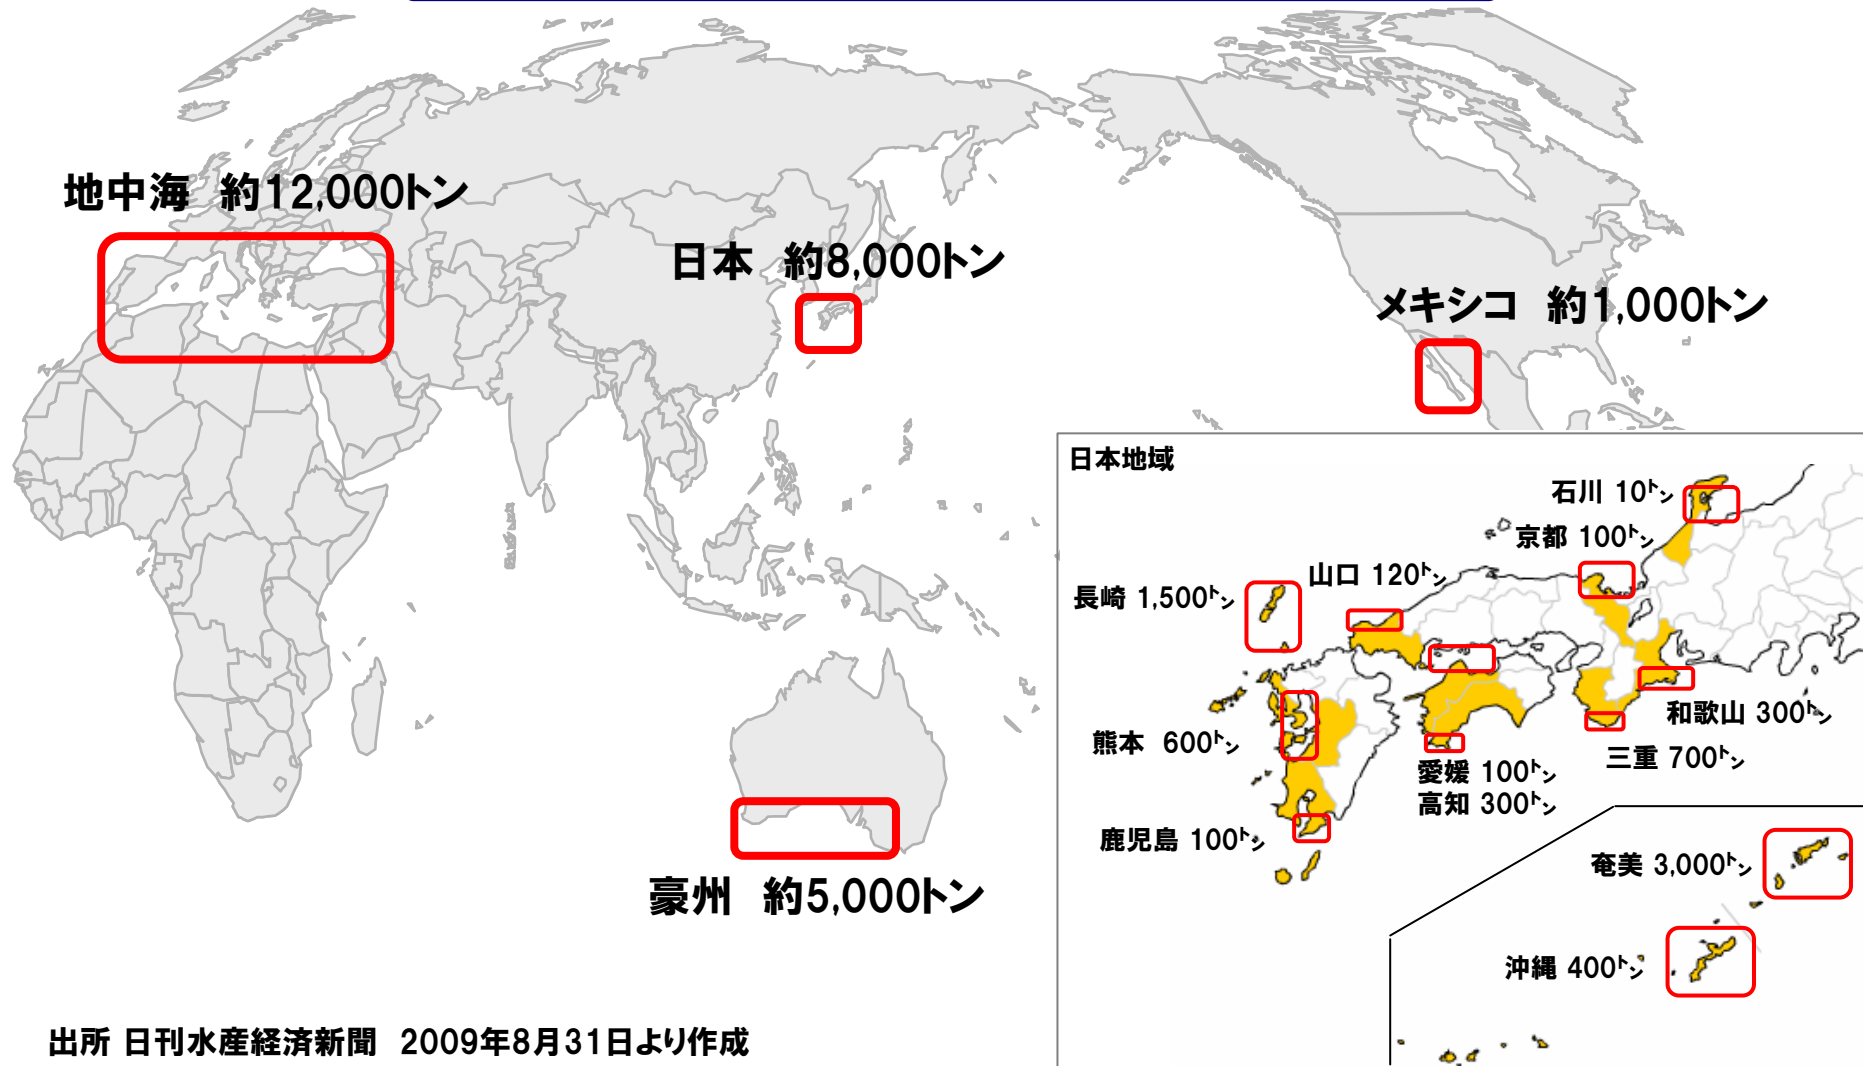 地中海　約12,000トン
日本　約8,000トン
メキシコ　約1,000トン
豪州　約5,000トン
日本地域
石川 10トン
京都 100トン
山口 120トン
長崎 1,500トン
和歌山 300トン
三重 700トン
熊本 600トン
愛媛 100トン
高知 300トン
鹿児島 100トン
奄美 3,000トン
沖縄 400トン
出所 日刊水産経済新聞　2009年8月31日より作成